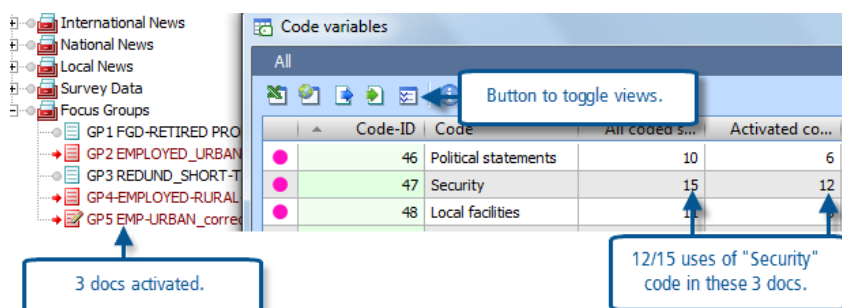 International News
National News
Local News
Survey Data
Focus Groups
GP1 FGD-RETIRED PRO
GP2 EMPLOYED_URBAN
GP3 REDUND_SHORT-T
GP4-EMPLOYED-RURAL
GP5 EMP-URBAN_correc
3 docs activated.
Code variables
All
Button to toggle views.
Code-ID Code All coded s... Activated co...
46 Political statements 10 6
47 Security 15 12
48 Local facilities
12/15 uses of "Security"
code in these 3 docs.